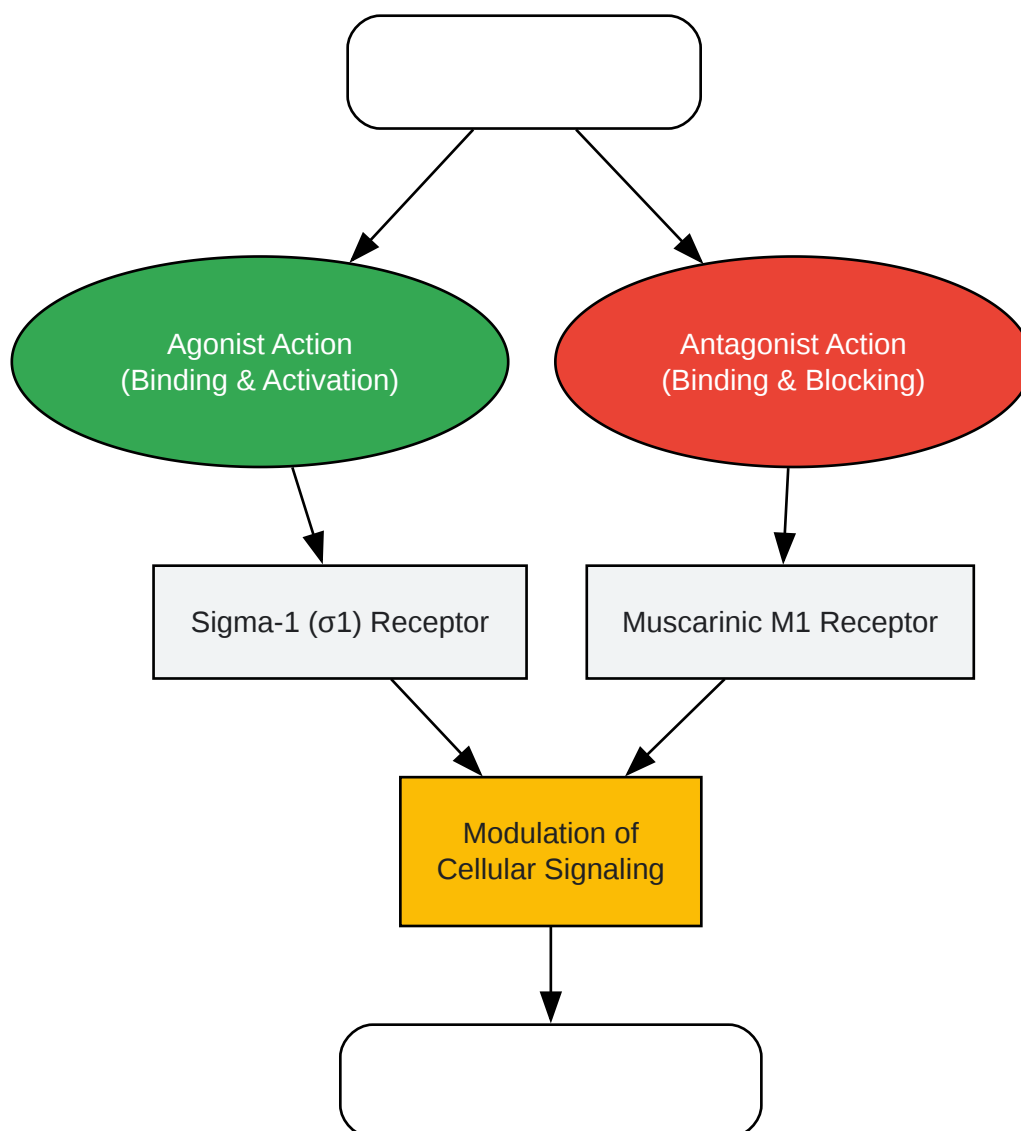 Agonist Action
(Binding & Activation)
Antagonist Action
(Binding & Blocking)
Sigma-1 (σ1) Receptor
Muscarinic M1 Receptor
Modulation of
Cellular Signaling